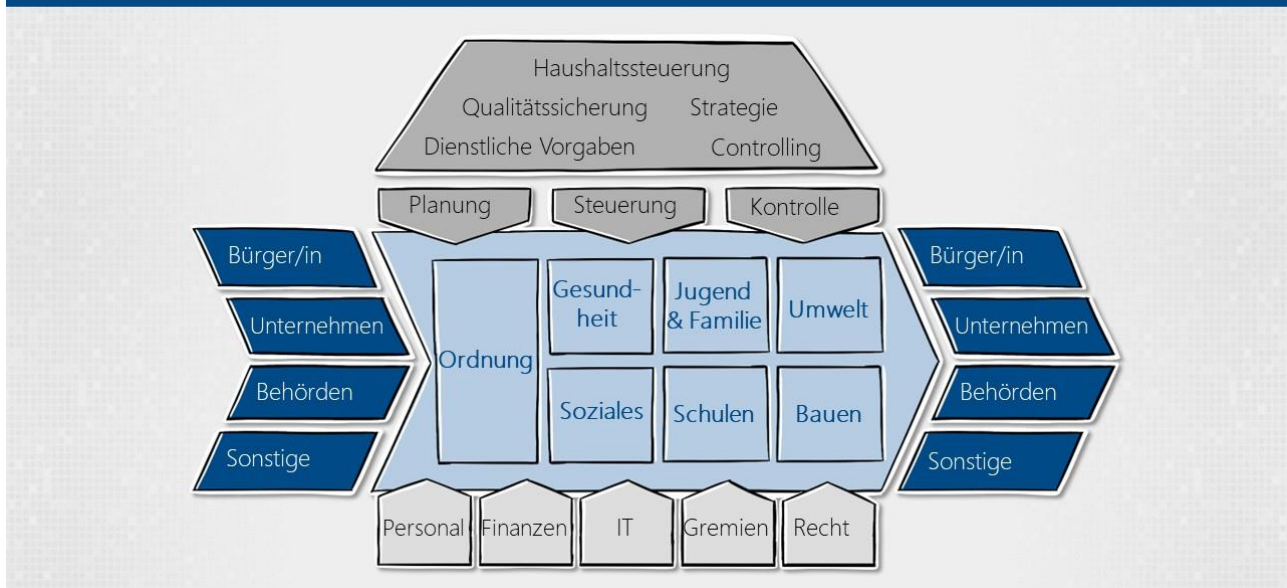 Haushaltssteuerung
Qualitätssicherung Strategie
Dienstliche Vorgaben Controlling
Planung Steuerung Kontrolle
Bürger/in
Unternehmen
Behörden
Sonstige
Ordnung
Gesund-
heit
Jugend
& Familie
Umwelt
Soziales
Schulen
Bauen
Bürger/in
Unternehmen
Behörden
Sonstige
Personal Finanzen IT Gremien Recht